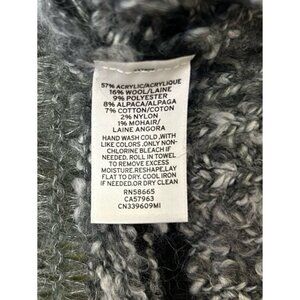 57% ACRYLIC/ACRYLIQUE
16% WOOL/LAINE
9% POLYESTER
8% ALPACA/ALPAGA
7% COTTON/COTON
2% NYLON
1% MOHAIR/
LAINE ANGORA
HAND WASH COLD, WITH
LIKE COLORS .ONLY NON-
CHLORINE BLEACH IF
NEEDED. ROLL IN TOWEL
TO REMOVE EXCESS
MOISTURE.RESHAPE,LAY
FLAT TO DRY. COOL IRON
IF NEEDED.OR DRY CLEAN
RN58665
CA57963
CN339609MI